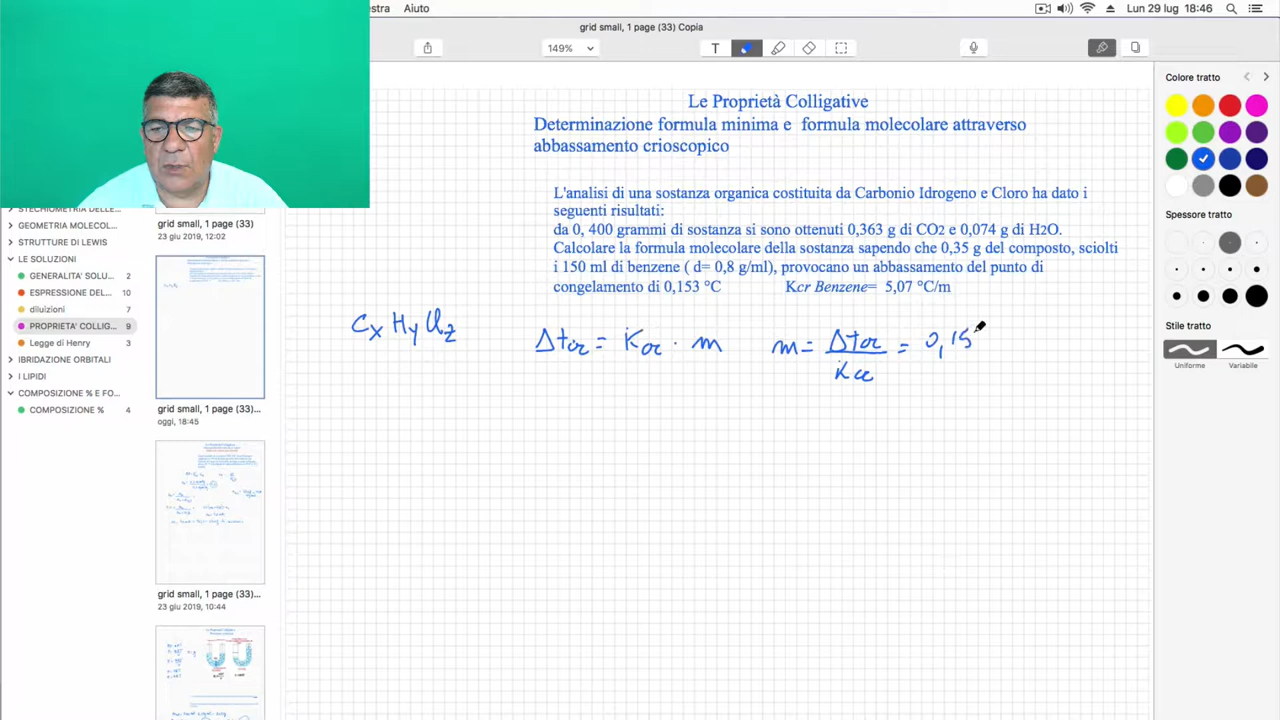 estra Aiuto Lun 29 lug 18:46
grid small, 1 page (33) Copia
149% T
Colore tratto
Spessore tratto
Stile tratto
Uniforme Variabile
STECHIOMETRIA DELLE
GEOMETRIA MOLECOL...
STRUTTURE DI LEWIS
LE SOLUZIONI
GENERALITA' SOLU... 2
ESPRESSIONE DEL... 10
diluizioni 7
PROPRIETA' COLLIG... 9
Legge di Henry 3
IBRIDAZIONE ORBITALI
I LIPIDI
COMPOSIZIONE % E FO...
COMPOSIZIONE % 4
grid small, 1 page (33)
23 giu 2019, 12:02
grid small, 1 page (33)...
oggi, 18:45
grid small, 1 page (33)...
23 giu 2019, 10:44
Le Proprietà Colligative
Determinazione formula minima e formula molecolare attraverso
abbassamento crioscopico
L'analisi di una sostanza organica costituita da Carbonio Idrogeno e Cloro ha dato i
seguenti risultati:
da 0, 400 grammi di sostanza si sono ottenuti 0,363 g di CO2 e 0,074 g di H2O.
Calcolare la formula molecolare della sostanza sapendo che 0,35 g del composto, sciolti
i 150 ml di benzene ( d= 0,8 g/ml), provocano un abbassamento del punto di
congelamento di 0,153 °C Kcr Benzene= 5,07 °C/m
Cx Hy Clz Δtcr = Kcr · m m = Δtcr / Kcr = 0,15